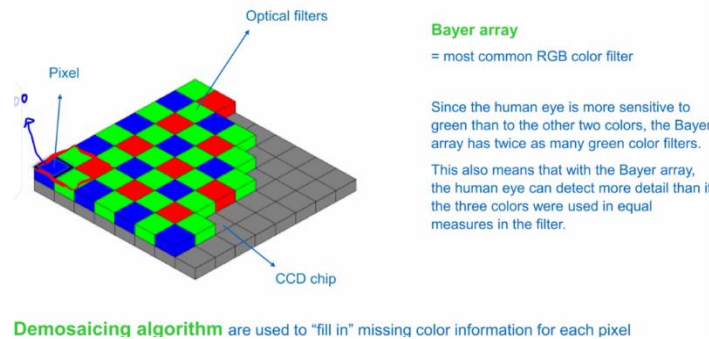 Optical filters
Pixel
CCD chip
Bayer array
= most common RGB color filter
Since the human eye is more sensitive to
green than to the other two colors, the Bayer
array has twice as many green color filters.
This also means that with the Bayer array,
the human eye can detect more detail than if
the three colors were used in equal
measures in the filter.
Demosaicing algorithm are used to “fill in” missing color information for each pixel